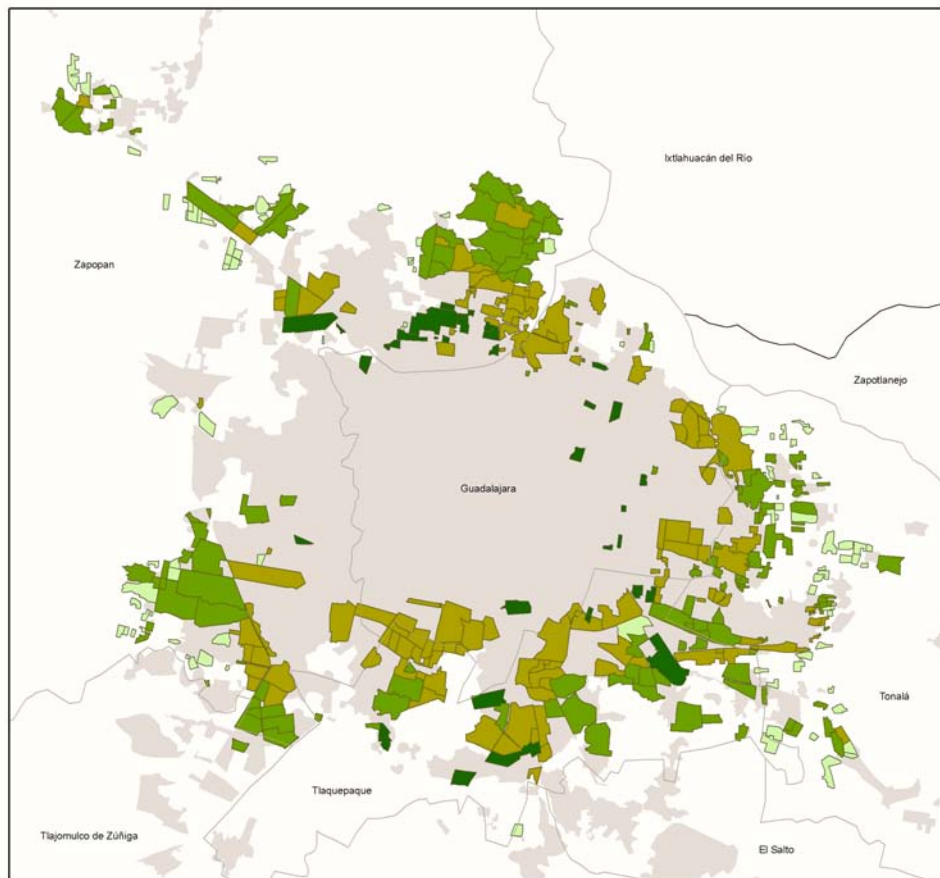 Ixtlahuacán del Río
Zapopan
Zapotlanejo
Guadalajara
Tonalá
Tlaquepaque
Tlajomulco de Zúñiga
El Salto